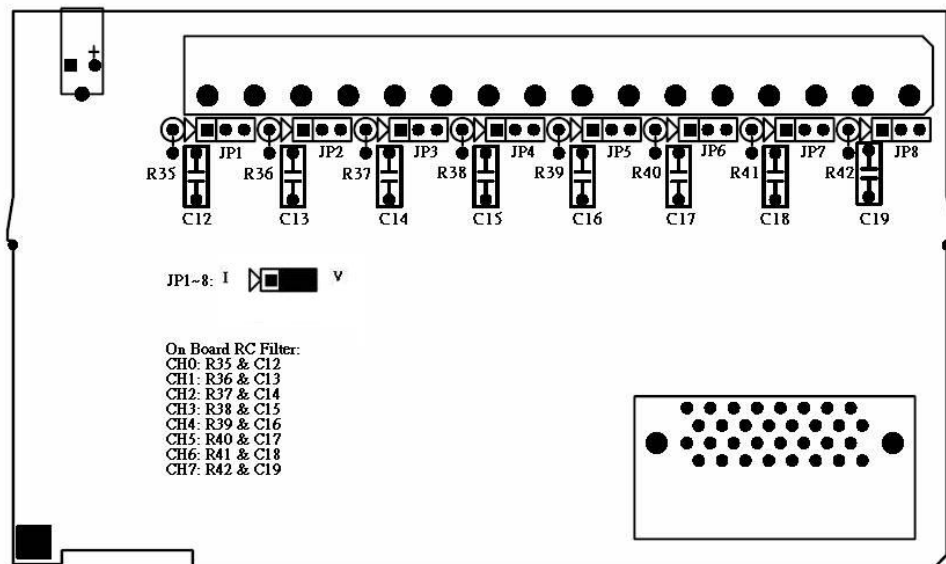 +
JP1 JP2 JP3 JP4 JP5 JP6 JP7 JP8
R35 R36 R37 R38 R39 R40 R41 R42
C12 C13 C14 C15 C16 C17 C18 C19
JP1~8: I V
On Board RC Filter:
CH0: R35 & C12
CH1: R36 & C13
CH2: R37 & C14
CH3: R38 & C15
CH4: R39 & C16
CH5: R40 & C17
CH6: R41 & C18
CH7: R42 & C19